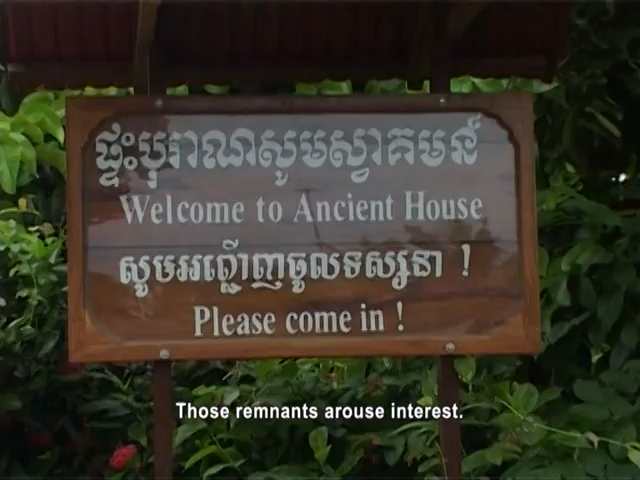 ផ្ទះបុរាណសូមស្វាគមន៍
Welcome to Ancient House
សូមអញ្ជើញចូលទស្សនា !
Please come in !
Those remnants arouse interest.